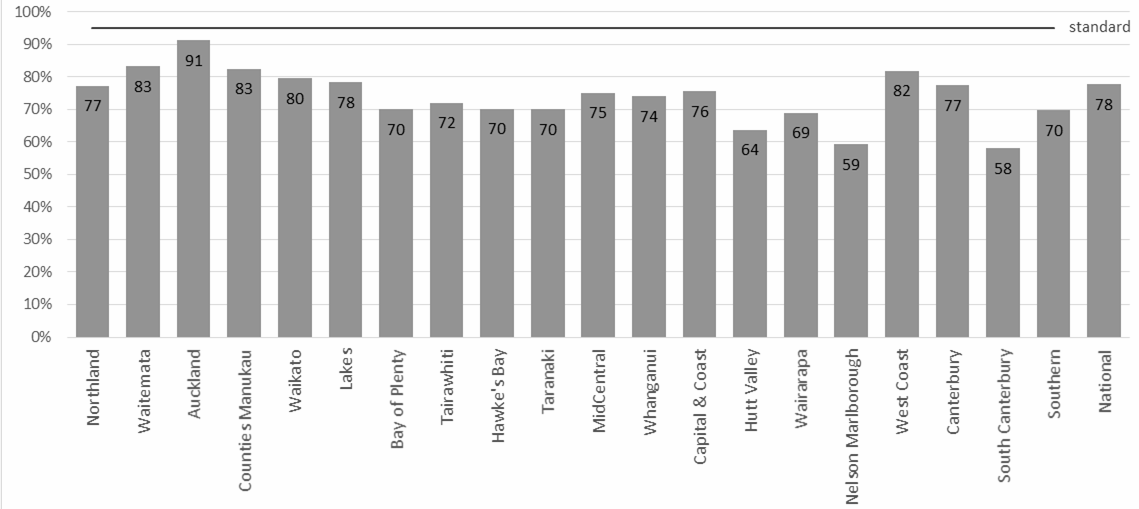 100%
standard
90%
80%
70%
60%
50%
40%
30%
20%
10%
0%
77
83
91
83
80
78
70
72
70
70
75
74
76
64
69
59
82
77
58
70
78
Northland
Waitemata
Auckland
Counties Manukau
Waikato
Lakes
Bay of Plenty
Tairawhiti
Hawke's Bay
Taranaki
MidCentral
Whanganui
Capital & Coast
Hutt Valley
Wairarapa
Nelson Marlborough
West Coast
Canterbury
South Canterbury
Southern
National